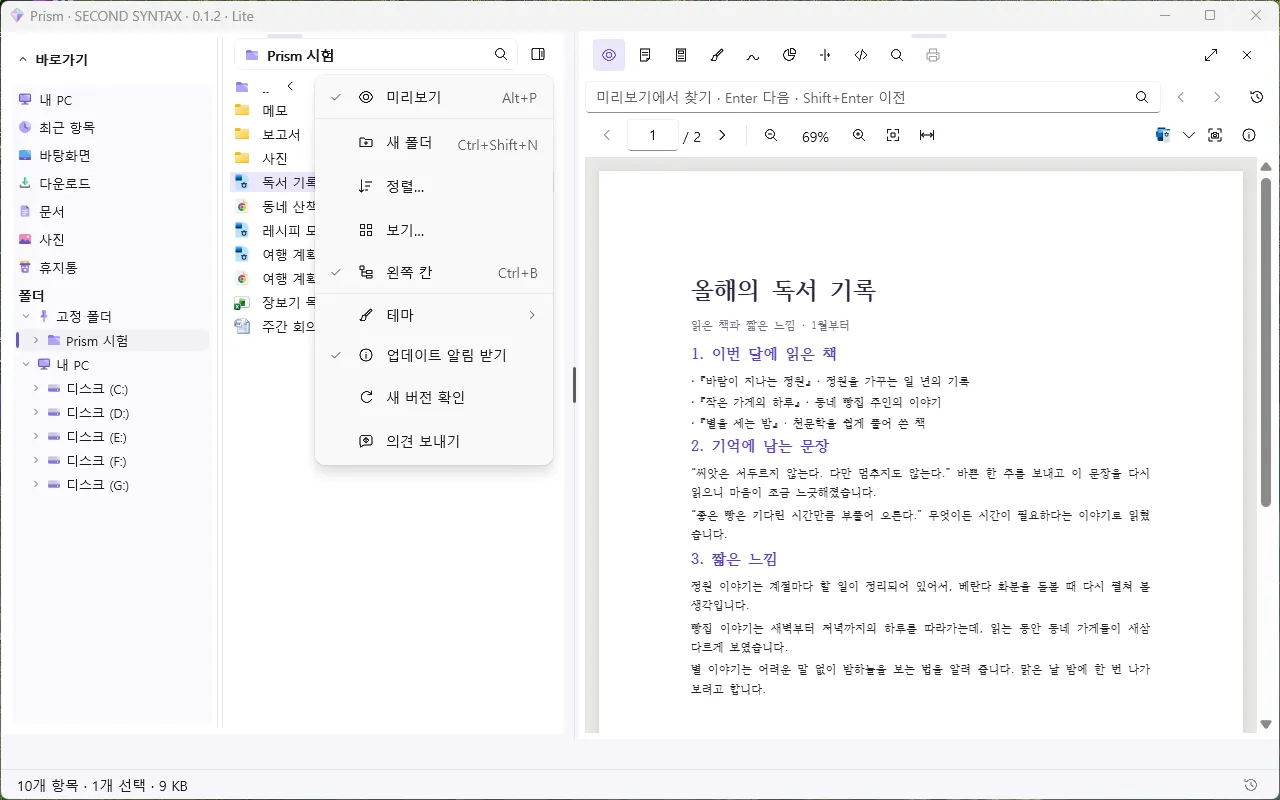 Prism · SECOND SYNTAX · 0.1.2 · Lite
바로가기
내 PC
최근 항목
바탕화면
다운로드
문서
사진
휴지통
폴더
고정 폴더
Prism 시험
내 PC
디스크 (C:)
디스크 (D:)
디스크 (E:)
디스크 (F:)
디스크 (G:)
Prism 시험
..
메모
보고서
사진
독서 기록
동네 산책
레시피 모
여행 계획
여행 계획
장보기 목
주간 회의
미리보기 Alt+P
새 폴더 Ctrl+Shift+N
정렬...
보기...
왼쪽 칸 Ctrl+B
테마
업데이트 알림 받기
새 버전 확인
의견 보내기
미리보기에서 찾기 · Enter 다음 · Shift+Enter 이전
1 / 2
69%
올해의 독서 기록
읽은 책과 짧은 느낌 · 1월부터
1. 이번 달에 읽은 책
·『바람이 지나는 정원』· 정원을 가꾸는 일 년의 기록
·『작은 가게의 하루』· 동네 빵집 주인의 이야기
·『별을 세는 밤』· 천문학을 쉽게 풀어 쓴 책
2. 기억에 남는 문장
“씨앗은 서두르지 않는다. 다만 멈추지도 않는다.” 바쁜 한 주를 보내고 이 문장을 다시
읽으니 마음이 조금 느긋해졌습니다.
“좋은 빵은 기다린 시간만큼 부풀어 오른다.” 무엇이든 시간이 필요하다는 이야기로 읽혔
습니다.
3. 짧은 느낌
정원 이야기는 계절마다 할 일이 정리되어 있어서, 베란다 화분을 돌볼 때 다시 펼쳐 볼
생각입니다.
빵집 이야기는 새벽부터 저녁까지의 하루를 따라가는데, 읽는 동안 동네 가게들이 새삼
다르게 보였습니다.
별 이야기는 어려운 말 없이 밤하늘을 보는 법을 알려 줍니다. 맑은 날 밤에 한 번 나가
보려고 합니다.
10개 항목 · 1개 선택 · 9 KB